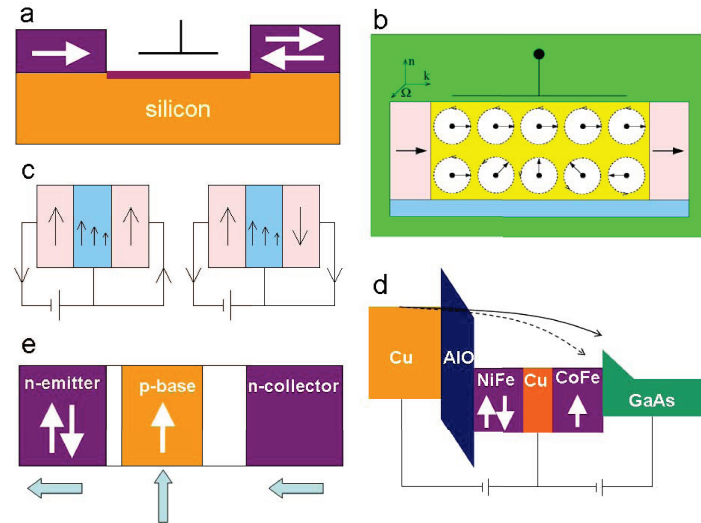 a
silicon
b
n
k
Ω
c
d
Cu
AlO
NiFe
Cu
CoFe
GaAs
e
n-emitter
p-base
n-collector